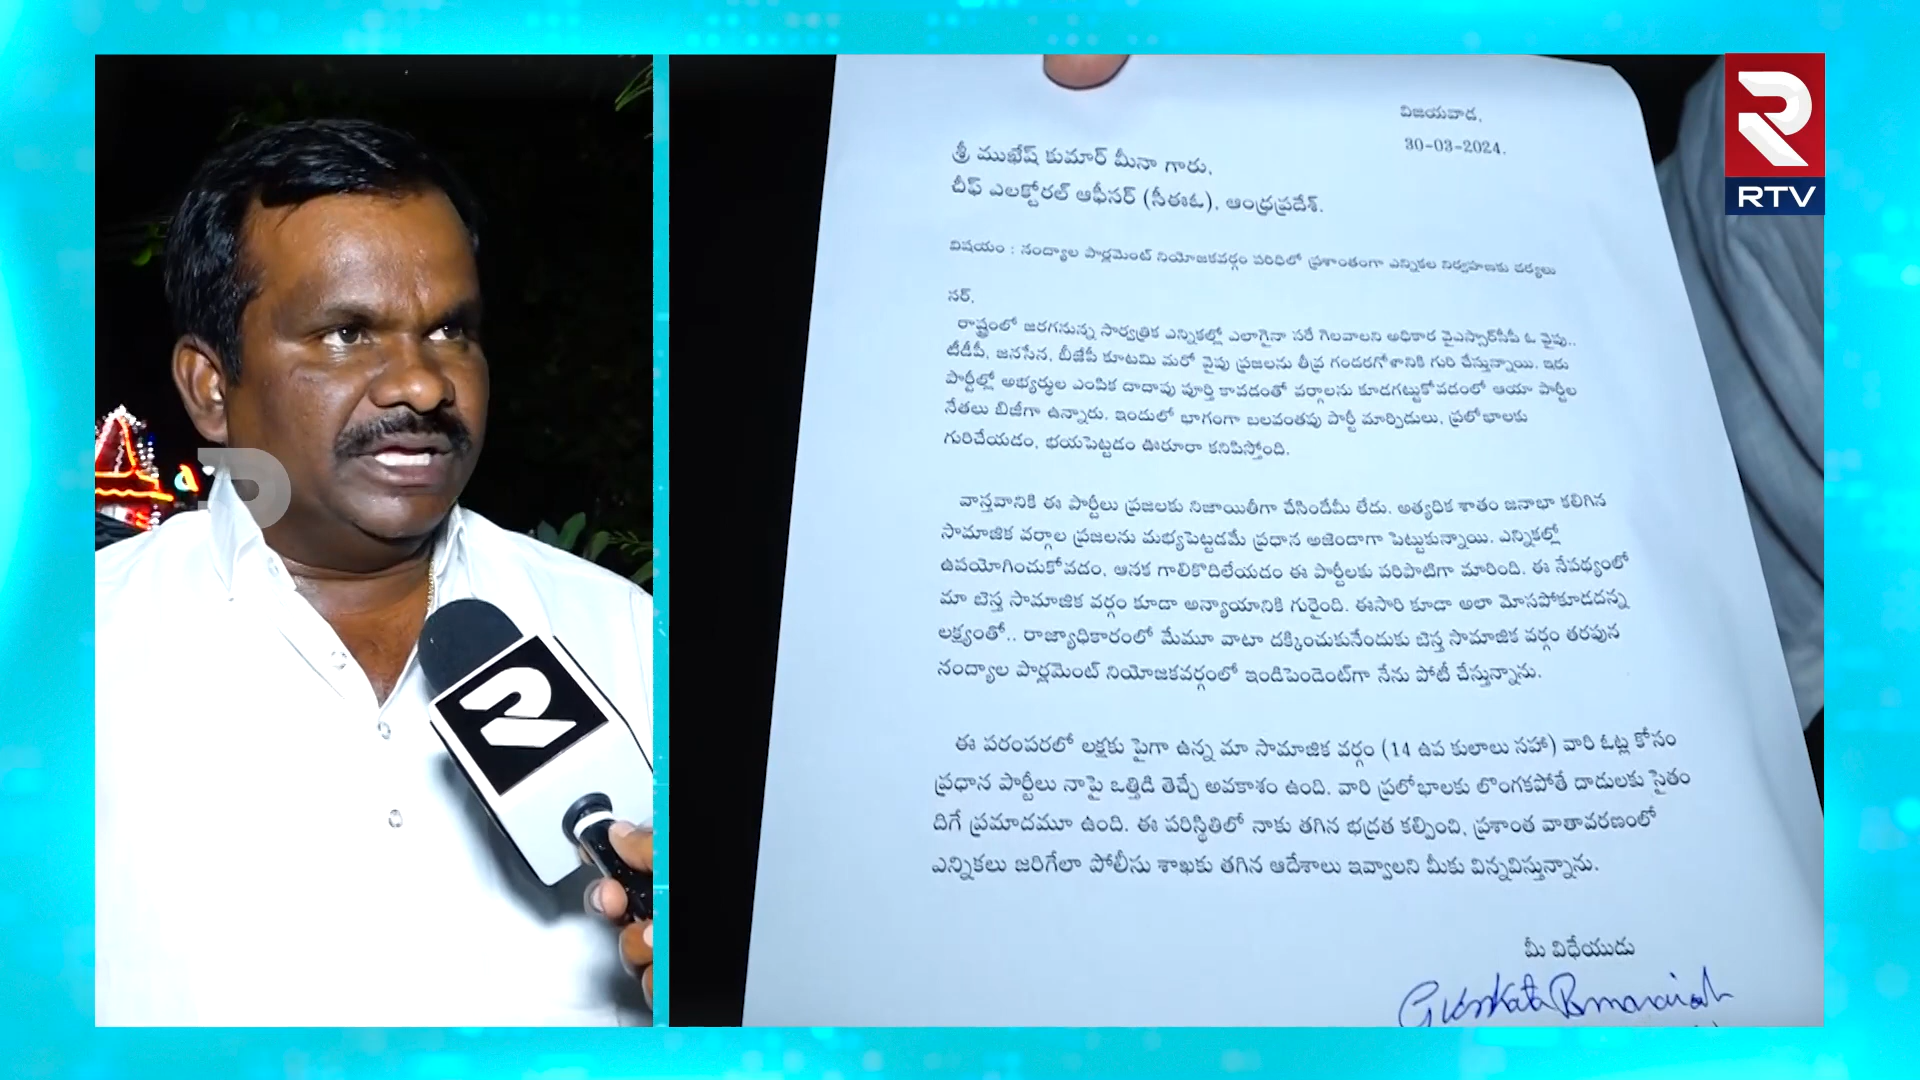 RTV
విజయవాడ,
30-03-2024.
శ్రీ ముఖేష్ కుమార్ మీనా గారు,
చీఫ్ ఎలక్టోరల్ ఆఫీసర్ (సీఈఓ), ఆంధ్రప్రదేశ్.
విషయం : నంద్యాల పార్లమెంట్ నియోజకవర్గం పరిధిలో ప్రశాంతంగా ఎన్నికల నిర్వహణకు చర్యలు
సర్,
రాష్ట్రంలో జరగనున్న సార్వత్రిక ఎన్నికల్లో ఎలాగైనా సరే గెలవాలని అధికార వైఎస్సార్‌సీపీ ఓ వైపు..
టీడీపీ, జనసేన, బీజేపీ కూటమి మరో వైపు ప్రజలను తీవ్ర గందరగోళానికి గురి చేస్తున్నాయి. ఇరు
పార్టీల్లో అభ్యర్థుల ఎంపిక దాదాపు పూర్తి కావడంతో వర్గాలను కూడగట్టుకోవడంలో ఆయా పార్టీల
నేతలు బిజీగా ఉన్నారు. ఇందులో భాగంగా బలవంతపు పార్టీ మార్పిడులు, ప్రలోభాలకు
గురిచేయడం, భయపెట్టడం ఊరూరా కనిపిస్తోంది.
వాస్తవానికి ఈ పార్టీలు ప్రజలకు నిజాయితీగా చేసిందేమీ లేదు. అత్యధిక శాతం జనాభా కలిగిన
సామాజిక వర్గాల ప్రజలను మభ్యపెట్టడమే ప్రధాన అజెండాగా పెట్టుకున్నాయి. ఎన్నికల్లో
ఉపయోగించుకోవడం, ఆనక గాలికొదిలేయడం ఈ పార్టీలకు పరిపాటిగా మారింది. ఈ నేపథ్యంలో
మా బెస్త సామాజిక వర్గం కూడా అన్యాయానికి గురైంది. ఈసారి కూడా అలా మోసపోకూడదన్న
లక్ష్యంతో.. రాజ్యాధికారంలో మేమూ వాటా దక్కించుకునేందుకు బెస్త సామాజిక వర్గం తరపున
నంద్యాల పార్లమెంట్ నియోజకవర్గంలో ఇండిపెండెంట్‌గా నేను పోటీ చేస్తున్నాను.
ఈ పరంపరలో లక్షకు పైగా ఉన్న మా సామాజిక వర్గం (14 ఉప కులాలు సహా) వారి ఓట్ల కోసం
ప్రధాన పార్టీలు నాపై ఒత్తిడి తెచ్చే అవకాశం ఉంది. వారి ప్రలోభాలకు లొంగకపోతే దాడులకు సైతం
దిగే ప్రమాదమూ ఉంది. ఈ పరిస్థితిలో నాకు తగిన భద్రత కల్పించి, ప్రశాంత వాతావరణంలో
ఎన్నికలు జరిగేలా పోలీసు శాఖకు తగిన ఆదేశాలు ఇవ్వాలని మీకు విన్నవిస్తున్నాను.
మీ విధేయుడు